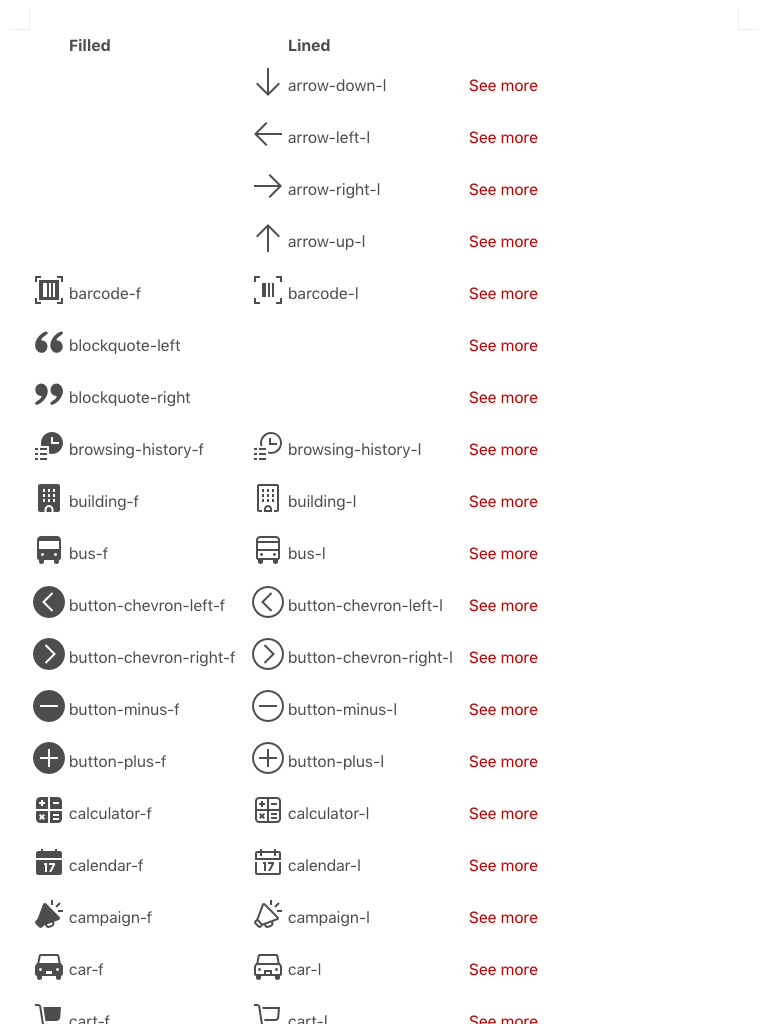 Filled Lined
arrow-down-l See more
arrow-left-l See more
arrow-right-l See more
arrow-up-l See more
barcode-f barcode-l See more
blockquote-left See more
blockquote-right See more
browsing-history-f browsing-history-l See more
building-f building-l See more
bus-f bus-l See more
button-chevron-left-f button-chevron-left-l See more
button-chevron-right-f button-chevron-right-l See more
button-minus-f button-minus-l See more
button-plus-f button-plus-l See more
calculator-f calculator-l See more
17 calendar-f 17 calendar-l See more
campaign-f campaign-l See more
car-f car-l See more
cart-f cart-l See more